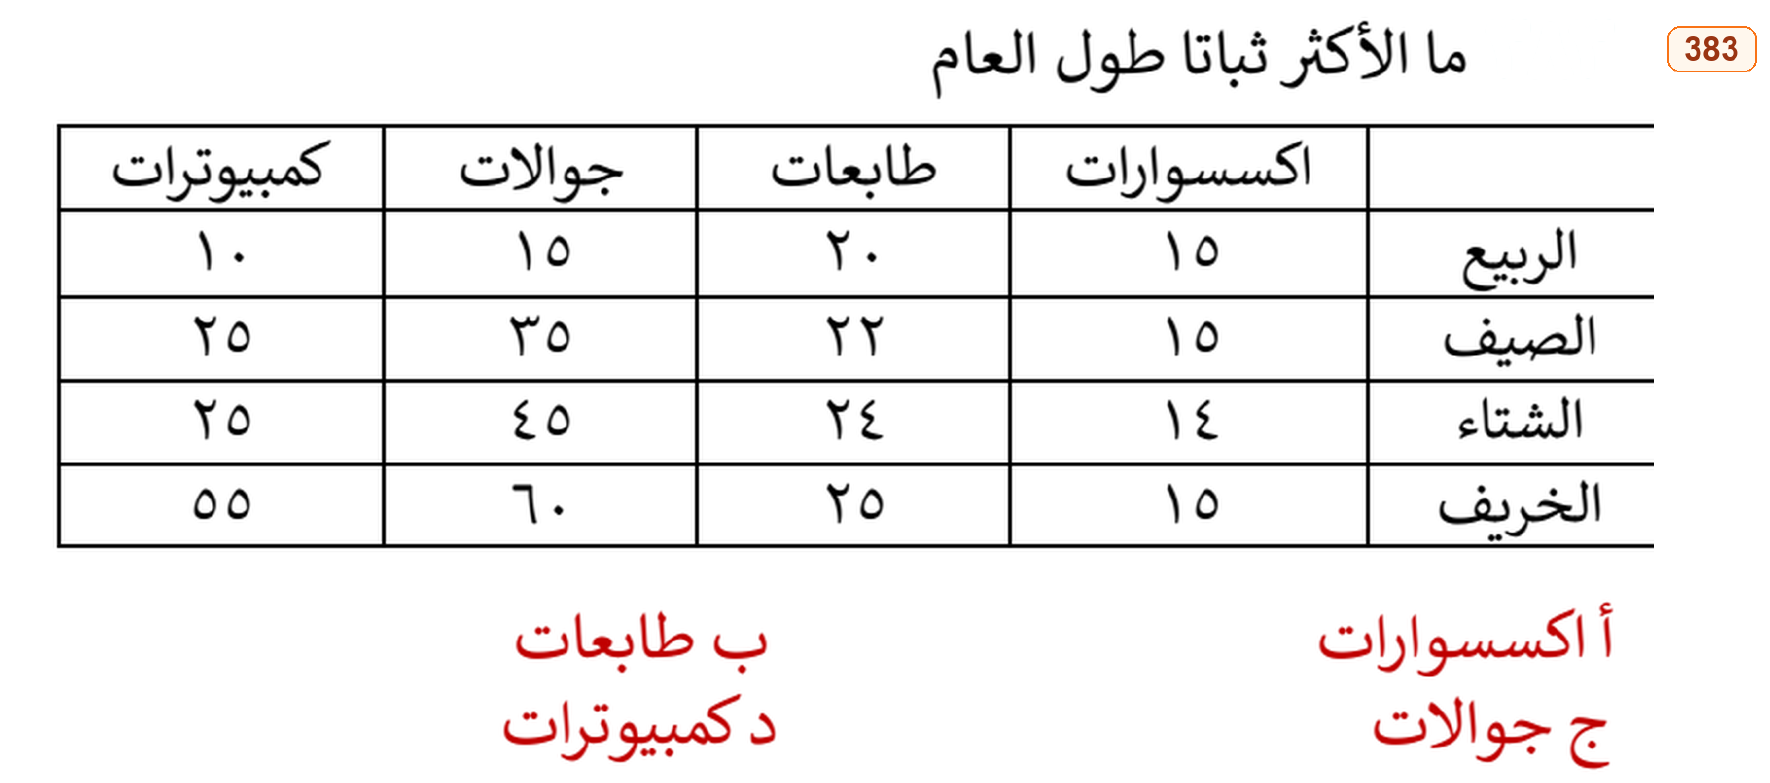 383
ما الأكثر ثباتا طول العام
اكسسوارات طابعات جوالات كمبيوترات
الربيع ١٥ ٢٠ ١٥ ١٠
الصيف ١٥ ٢٢ ٣٥ ٢٥
الشتاء ١٤ ٢٤ ٤٥ ٢٥
الخريف ١٥ ٢٥ ٦٠ ٥٥
أ اكسسوارات ب طابعات
ج جوالات د كمبيوترات